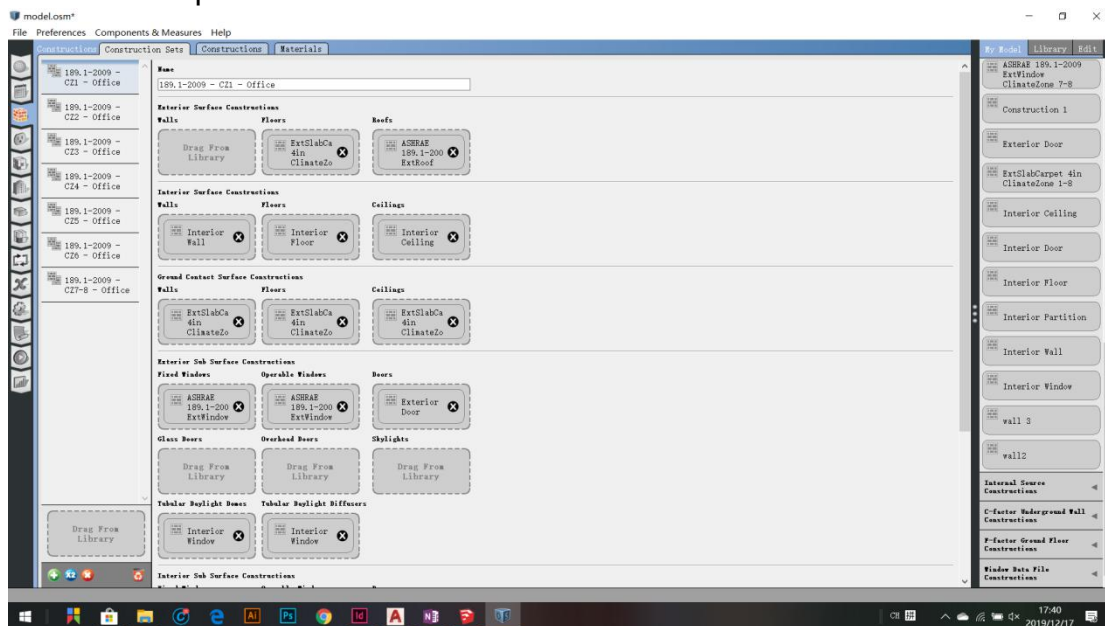 model.osm*
File Preferences Components & Measures Help
Constructions Construction Sets Constructions Materials
My Model Library Edit
189.1-2009 -
CZ1 - Office
189.1-2009 -
CZ2 - Office
189.1-2009 -
CZ3 - Office
189.1-2009 -
CZ4 - Office
189.1-2009 -
CZ5 - Office
189.1-2009 -
CZ6 - Office
189.1-2009 -
CZ7-8 - Office
Drag From
Library
Name
189.1-2009 - CZ1 - Office
Exterior Surface Constructions
Walls Floors Roofs
Drag From
Library
ExtSlabCa
4in
ClimateZo
ASHRAE
189.1-200
ExtRoof
Interior Surface Constructions
Walls Floors Ceilings
Interior
Wall
Interior
Floor
Interior
Ceiling
Ground Contact Surface Constructions
Walls Floors Ceilings
ExtSlabCa
4in
ClimateZo
ExtSlabCa
4in
ClimateZo
ExtSlabCa
4in
ClimateZo
Exterior Sub Surface Constructions
Fixed Windows Operable Windows Doors
ASHRAE
189.1-200
ExtWindow
ASHRAE
189.1-200
ExtWindow
Exterior
Door
Glass Doors Overhead Doors Skylights
Drag From
Library
Drag From
Library
Drag From
Library
Tubular Daylight Domes Tubular Daylight Diffusers
Interior
Window
Interior
Window
Interior Sub Surface Constructions
ASHRAE 189.1-2009
ExtWindow
ClimateZone 7-8
Construction 1
Exterior Door
ExtSlabCarpet 4in
ClimateZone 1-8
Interior Ceiling
Interior Door
Interior Floor
Interior Partition
Interior Wall
Interior Window
wall 3
wall2
Internal Source
Constructions
C-factor Underground Wall
Constructions
F-factor Ground Floor
Constructions
Window Data File
Constructions
x2
Ai
Ps
Id
A
N
CH
17:40
2019/12/17